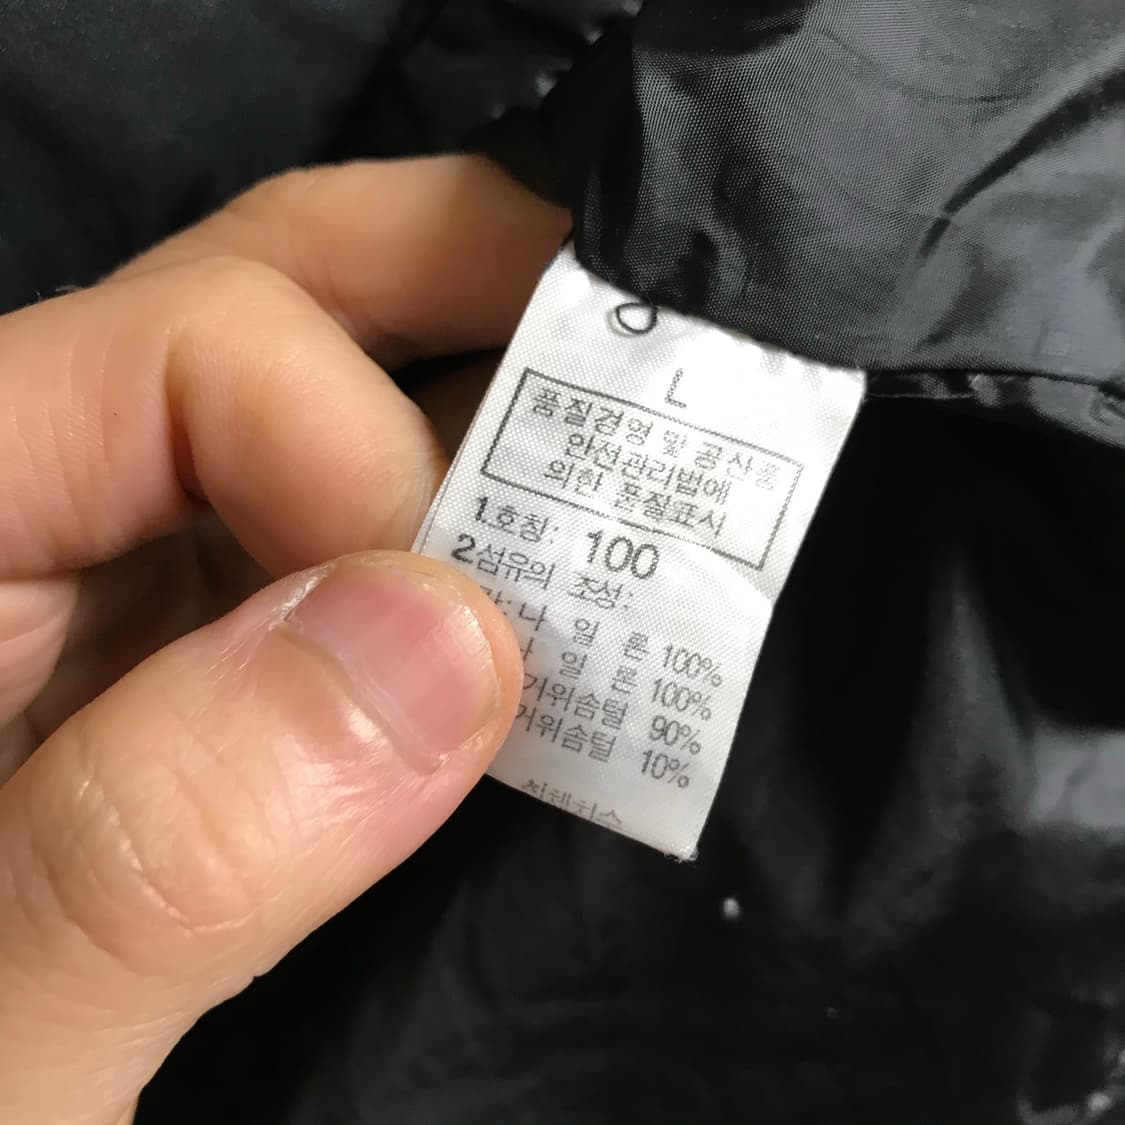 L
품질경영 및 공산품
안전관리법에
의한 품질표시
1.호칭: 100
2섬유의 조성:
나 일 론 100%
일 론 100%
거위솜털 90%
거위솜털 10%